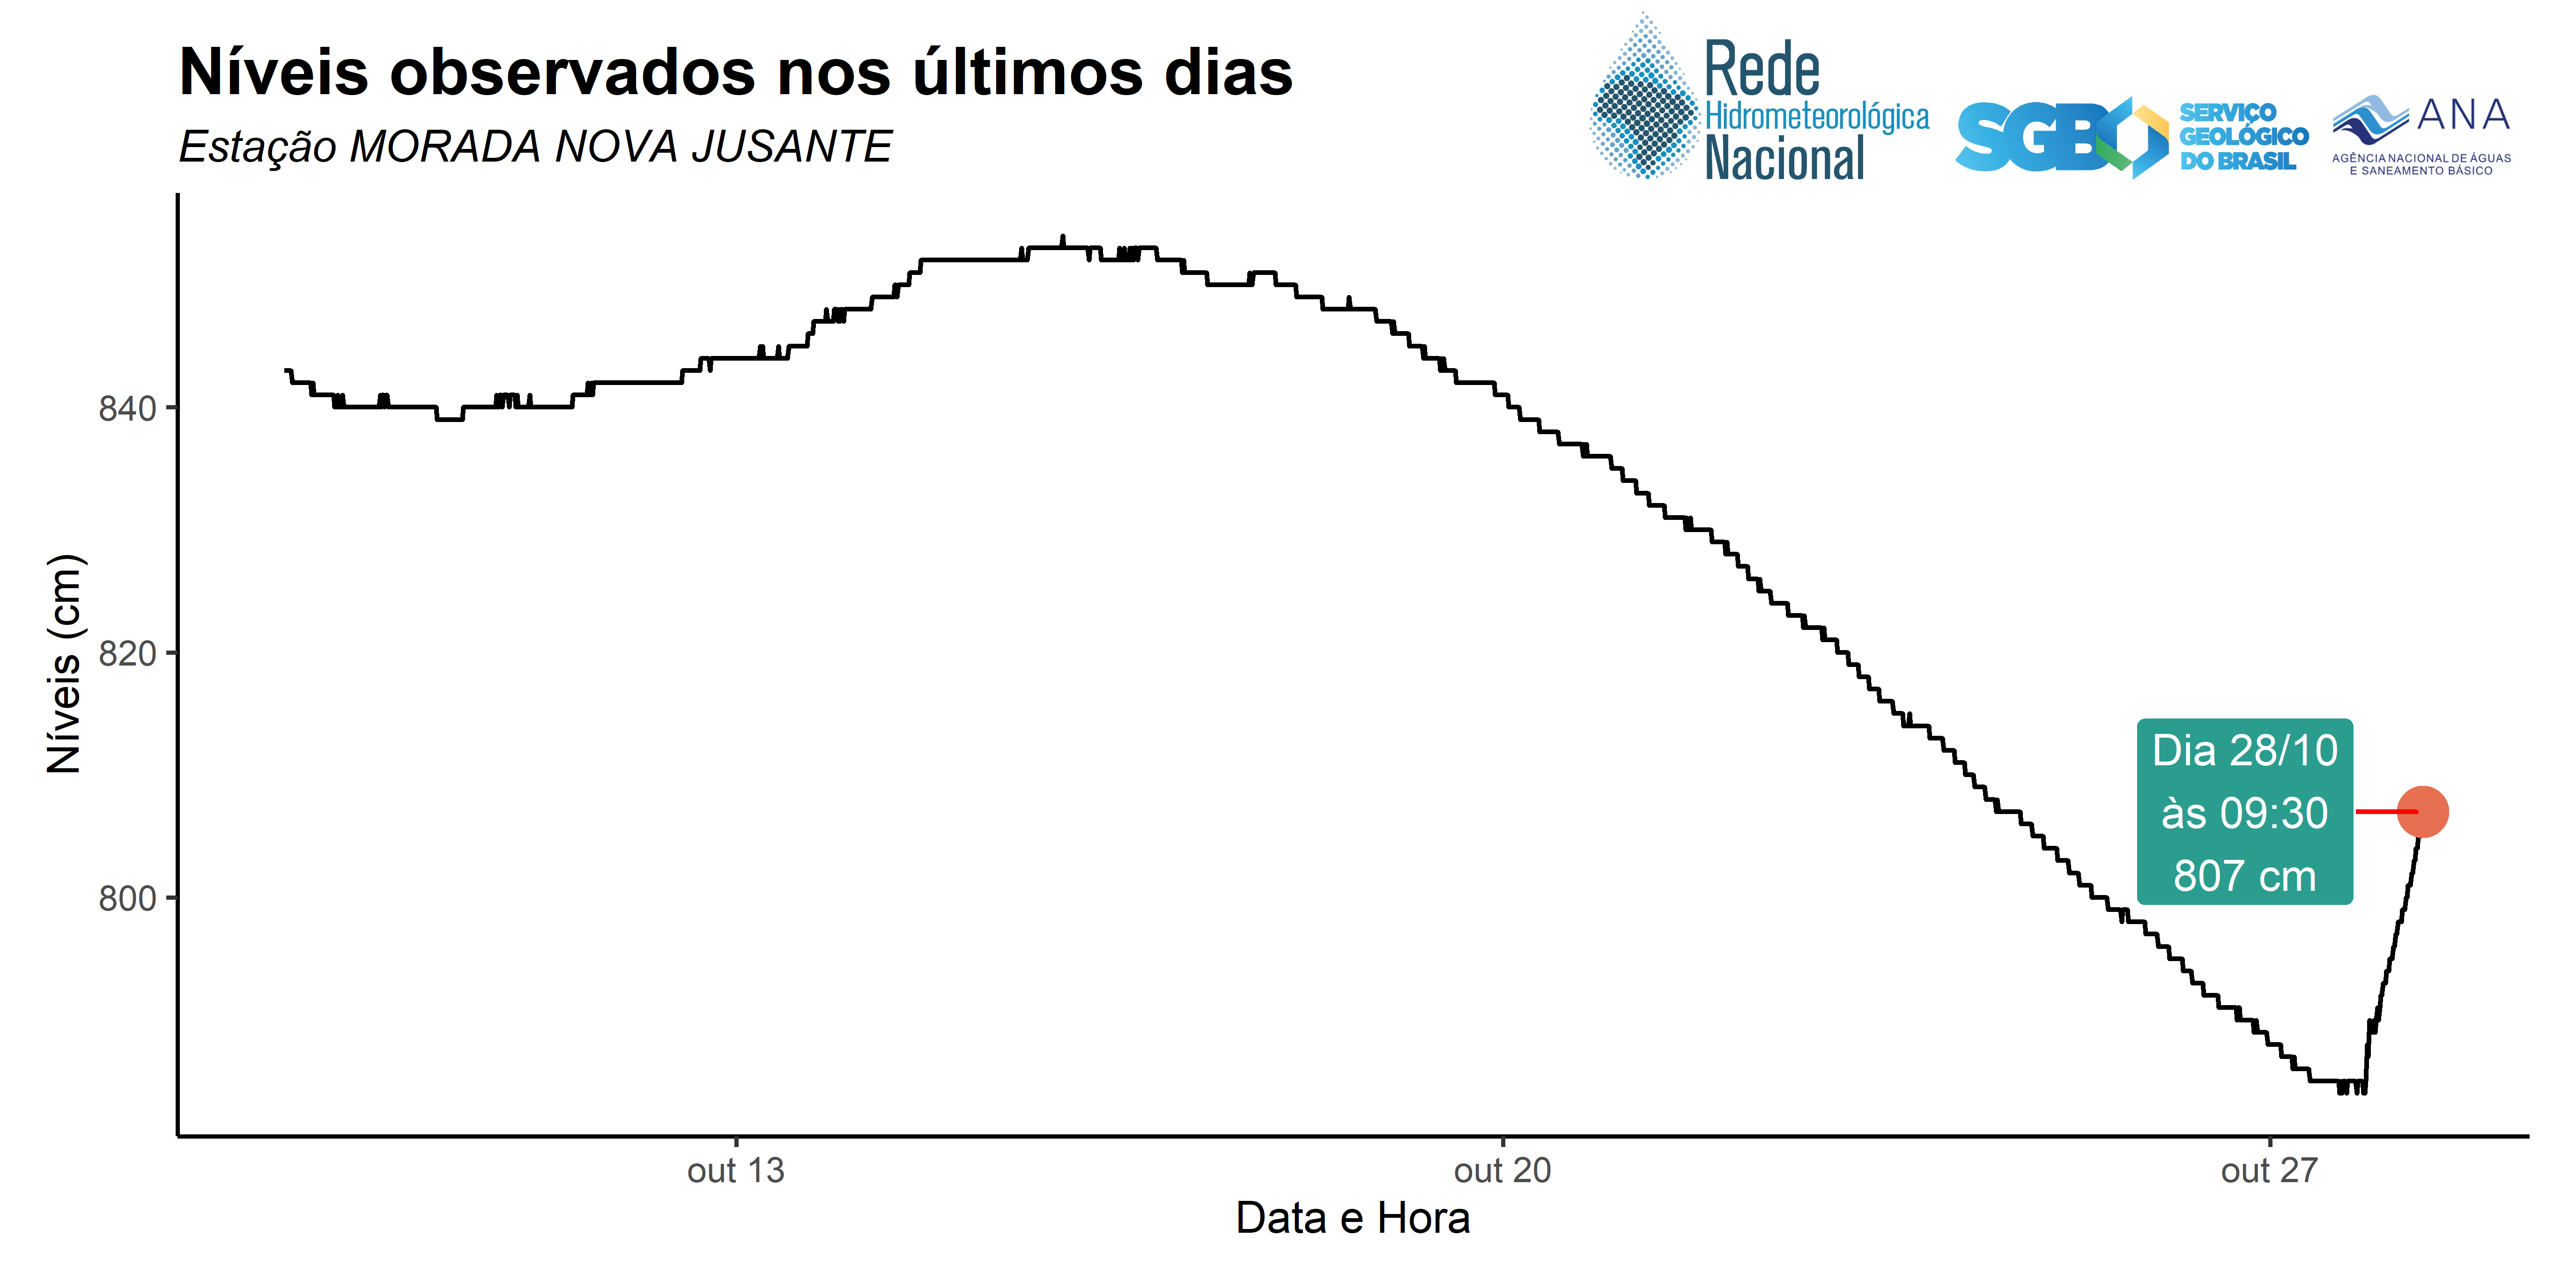 Níveis observados nos últimos dias
Estação MORADA NOVA JUSANTE
Rede
Hidrometeorológica
Nacional
SGB
SERVIÇO
GEOLÓGICO
DO BRASIL
ANA
AGÊNCIA NACIONAL DE ÁGUAS
E SANEAMENTO BÁSICO
Níveis (cm)
840
820
800
Dia 28/10
às 09:30
807 cm
out 13
out 20
out 27
Data e Hora